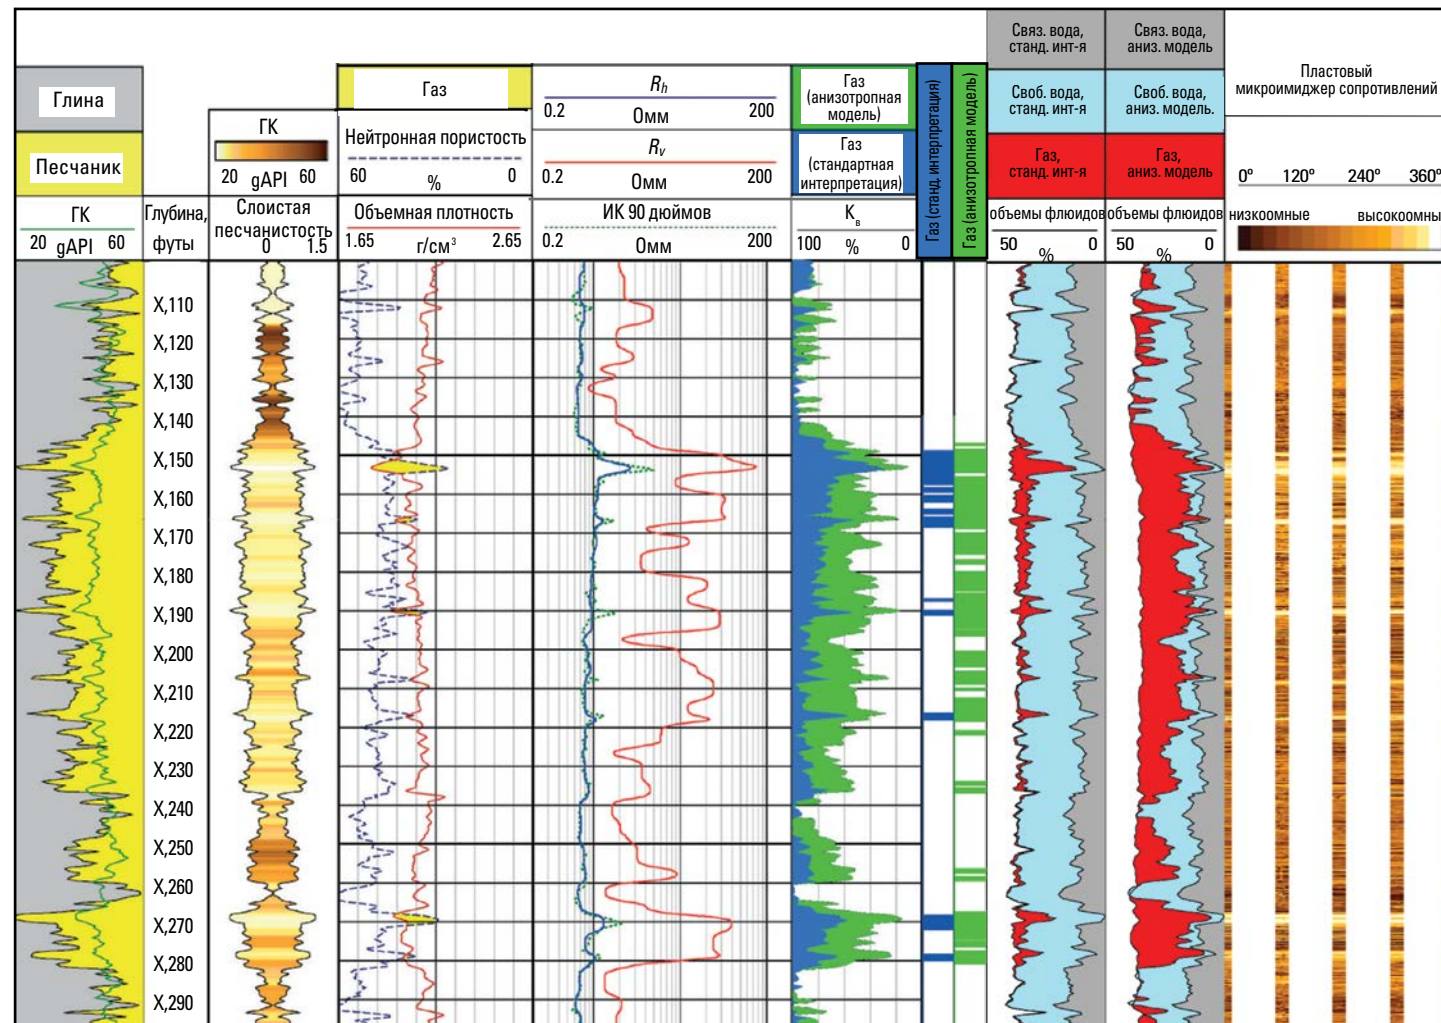 Глина
Песчаник
ГК
20 gAPI 60
Глубина,
футы
ГК
20 gAPI 60
Слоистая
песчанистость
0 1.5
Газ
Нейтронная пористость
60 % 0
Объемная плотность
1.65 г/см³ 2.65
Rh
0.2 Омм 200
Rv
0.2 Омм 200
ИК 90 дюймов
0.2 Омм 200
Газ
(анизотропная
модель)
Газ
(стандартная
интерпретация)
Кв
100 % 0
Газ (станд. интерпретация)
Газ (анизотропная модель)
Связ. вода,
станд. инт-я
Своб. вода,
станд. инт-я
Газ,
станд. инт-я
объемы флюидов
50 0
%
Связ. вода,
аниз. модель
Своб. вода,
аниз. модель.
Газ,
аниз. модель
объемы флюидов
50 0
%
Пластовый
микроимиджер сопротивлений
0º 120º 240º 360º
низкоомные высокоомны
X,110
X,120
X,130
X,140
X,150
X,160
X,170
X,180
X,190
X,200
X,210
X,220
X,230
X,240
X,250
X,260
X,270
X,280
X,290